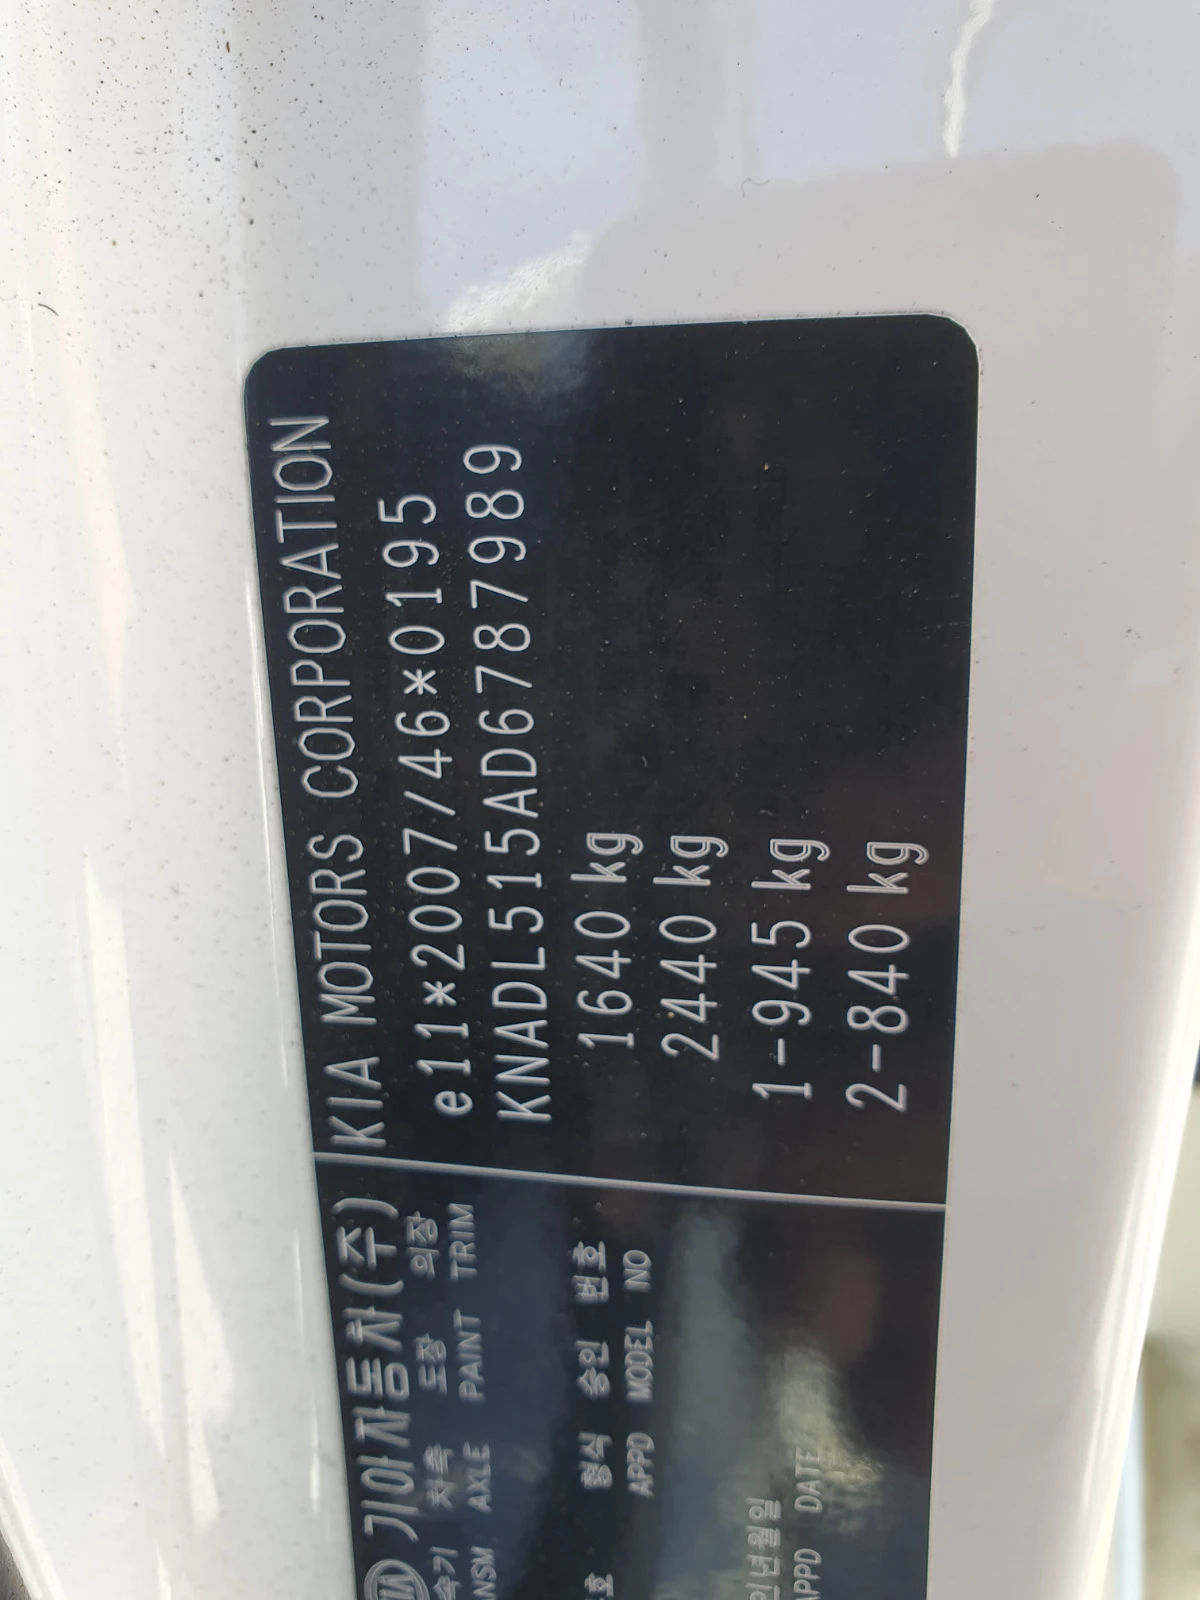 KIA MOTORS CORPORATION
e11*2007/46*0195
KNADL515AD6787989
1640 kg
2440 kg
1-945 kg
2-840 kg
KIA 기아자동차(주)
차축 도장 의장
AXLE PAINT TRIM
형식 승인 번호
APPD MODEL NO
APPD DATE